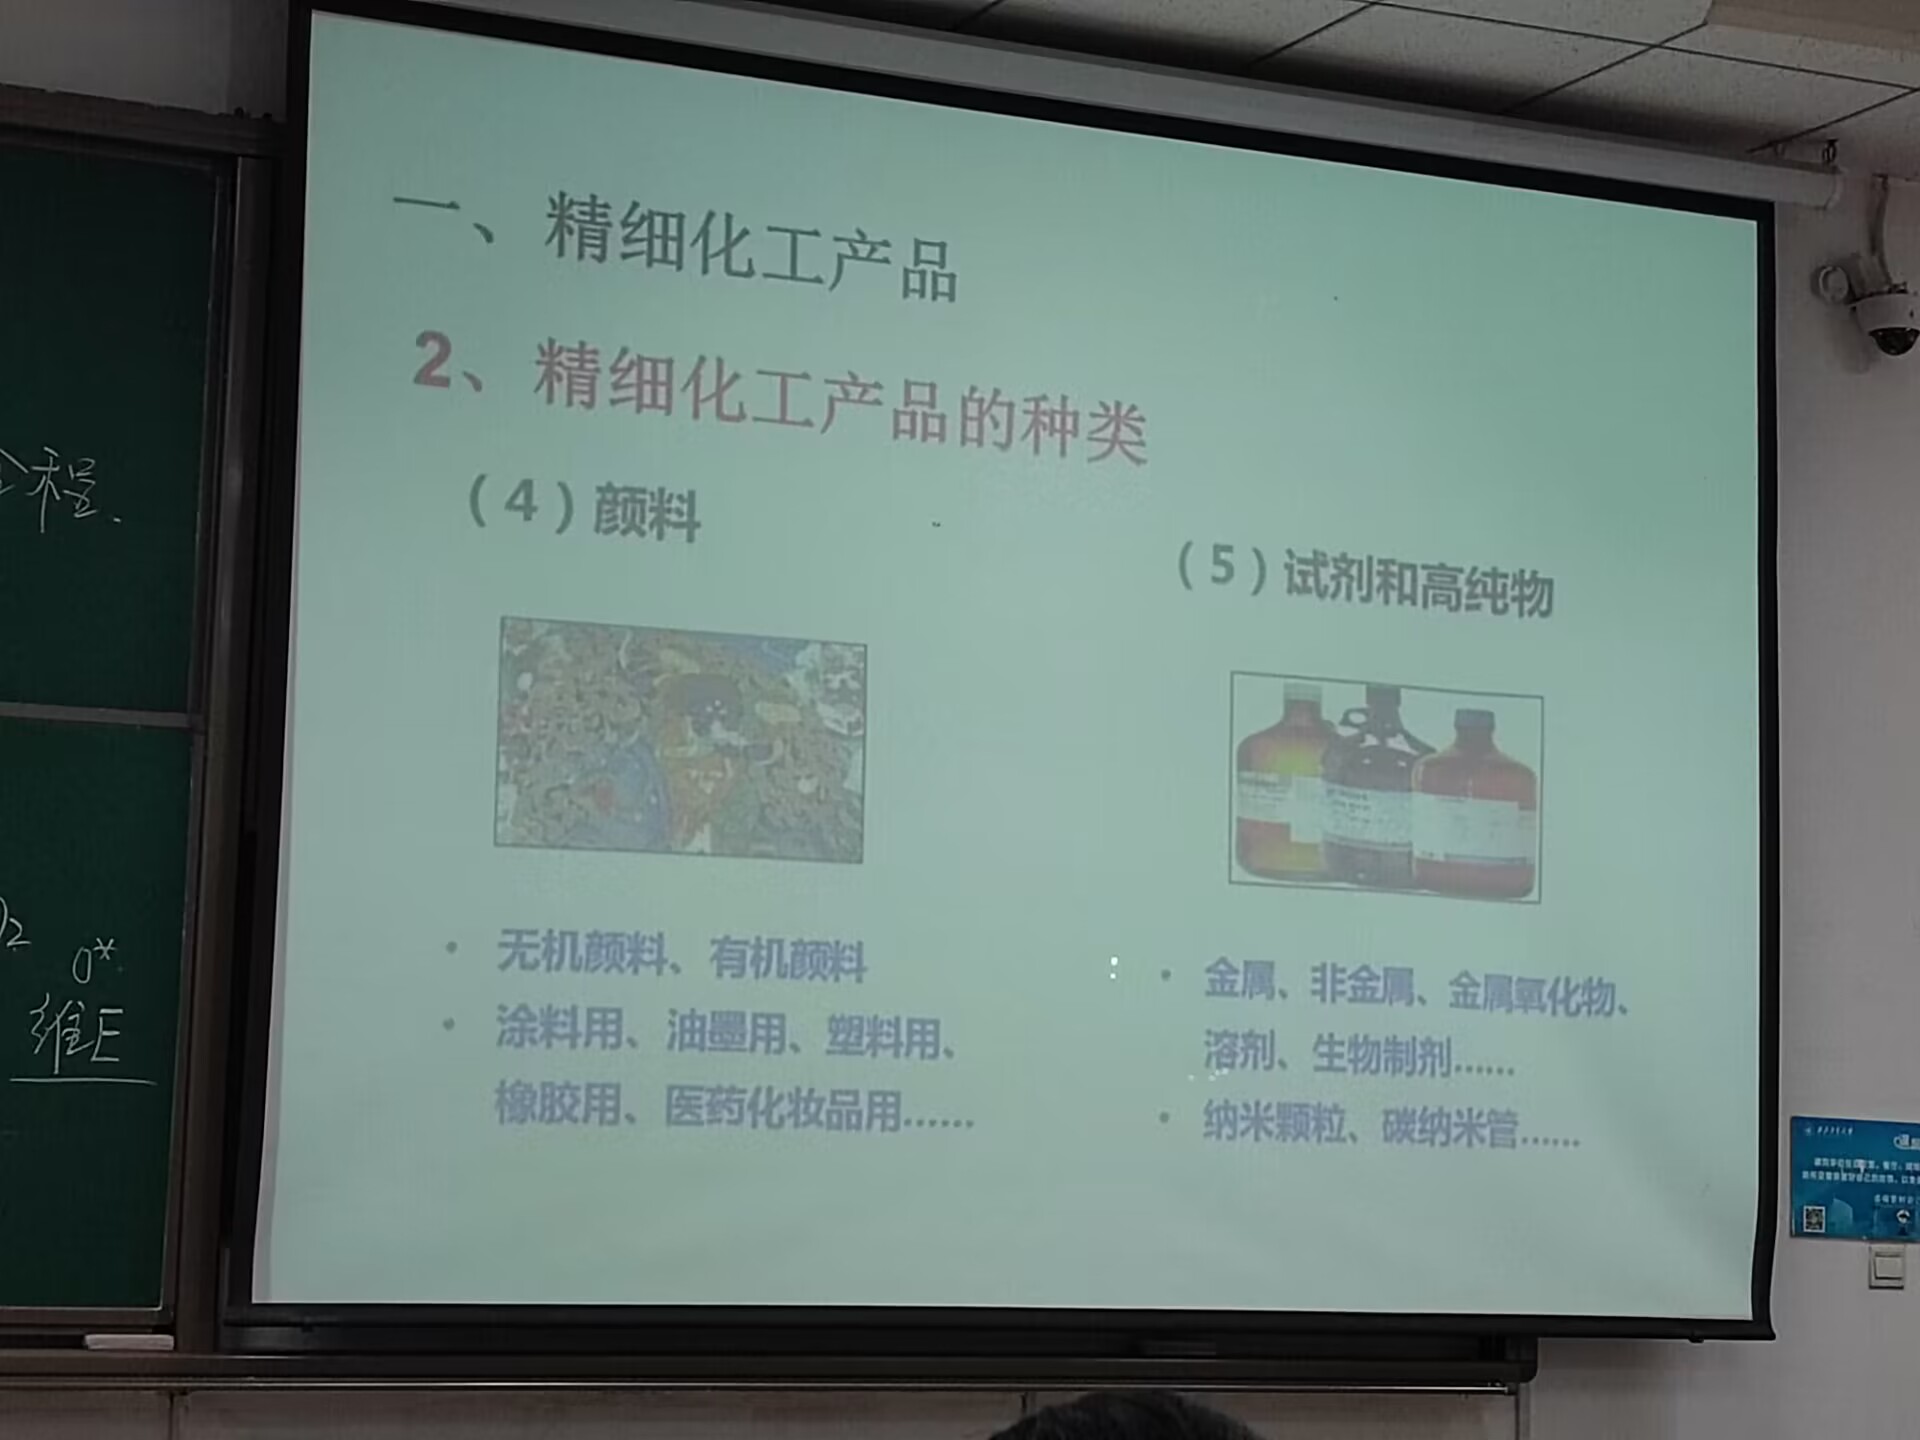 一、精细化工产品
2、精细化工产品的种类
（4）颜料
• 无机颜料、有机颜料
• 涂料用、油墨用、塑料用、
橡胶用、医药化妆品用……
（5）试剂和高纯物
• 金属、非金属、金属氧化物、
溶剂、生物制剂……
• 纳米颗粒、碳纳米管……
程.
O*
维E